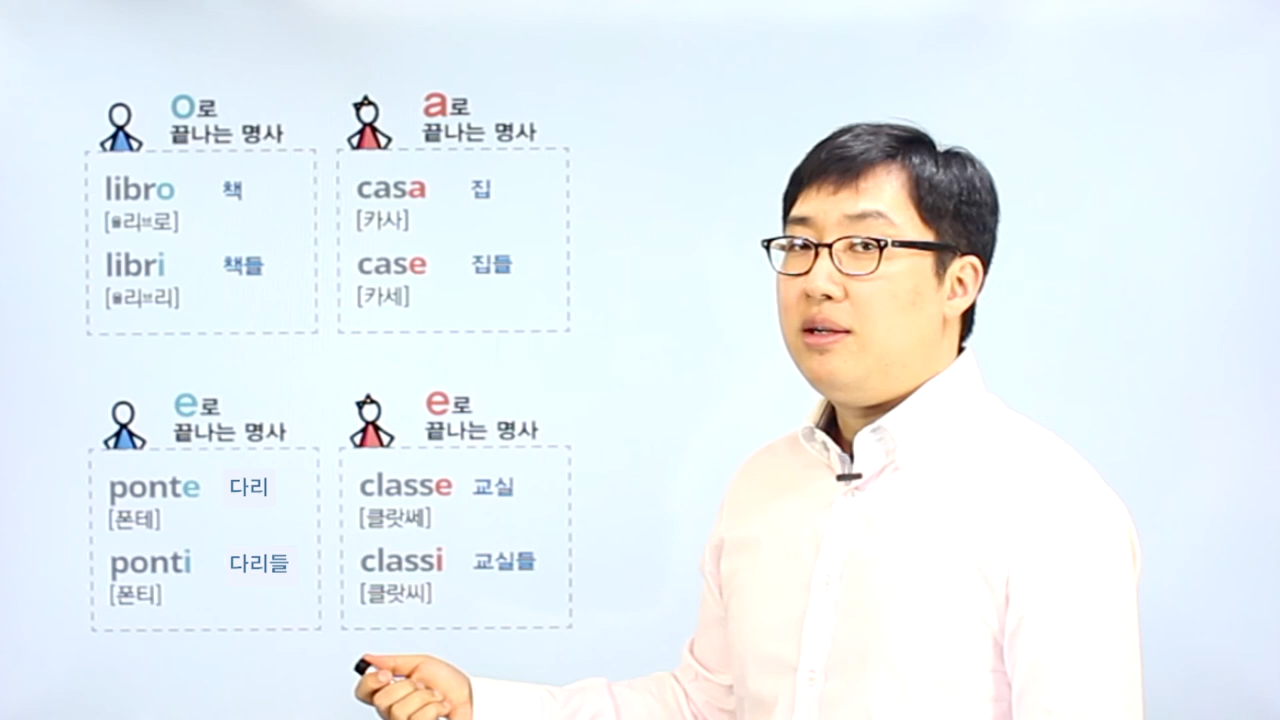 o로
끝나는 명사
libro 책
[을리브로]
libri 책들
[을리브리]
a로
끝나는 명사
casa 집
[카사]
case 집들
[카세]
e로
끝나는 명사
ponte 다리
[폰테]
ponti 다리들
[폰티]
e로
끝나는 명사
classe 교실
[클랏쎄]
classi 교실들
[클랏씨]